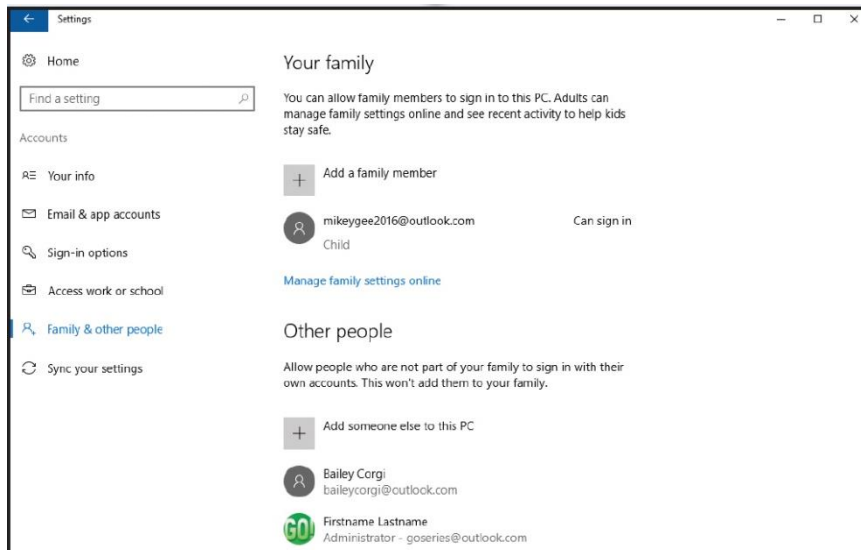 Settings
Home
Find a setting
Accounts
Your info
Email & app accounts
Sign-in options
Access work or school
Family & other people
Sync your settings
Your family
You can allow family members to sign in to this PC. Adults can
manage family settings online and see recent activity to help kids
stay safe.
Add a family member
mikeygee2016@outlook.com Can sign in
Child
Manage family settings online
Other people
Allow people who are not part of your family to sign in with their
own accounts. This won't add them to your family.
Add someone else to this PC
Bailey Corgi
baileycorgi@outlook.com
GO!
Firstname Lastname
Administrator - goseries@outlook.com